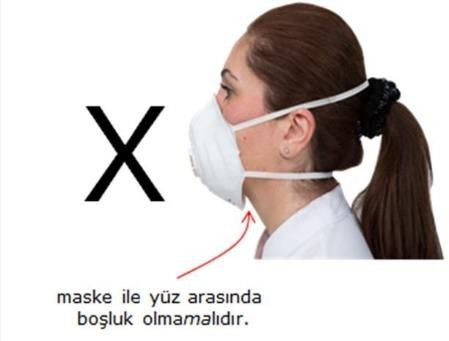 X
maske ile yüz arasında
boşluk olmamalıdır.